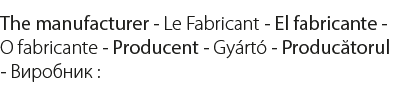 The manufacturer - Le Fabricant - El fabricante -
O fabricante - Producent - Gyártó - Producătorul
- Виробник :